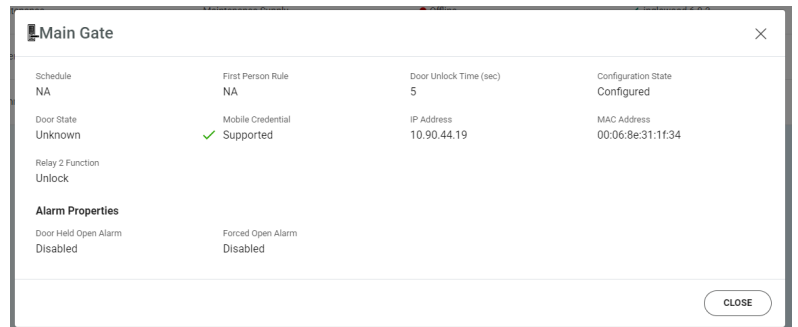 Main Gate
Schedule First Person Rule Door Unlock Time (sec) Configuration State
NA NA 5 Configured
Door State Mobile Credential IP Address MAC Address
Unknown Supported 10.90.44.19 00:06:8e:31:1f:34
Relay 2 Function
Unlock
Alarm Properties
Door Held Open Alarm Forced Open Alarm
Disabled Disabled
CLOSE